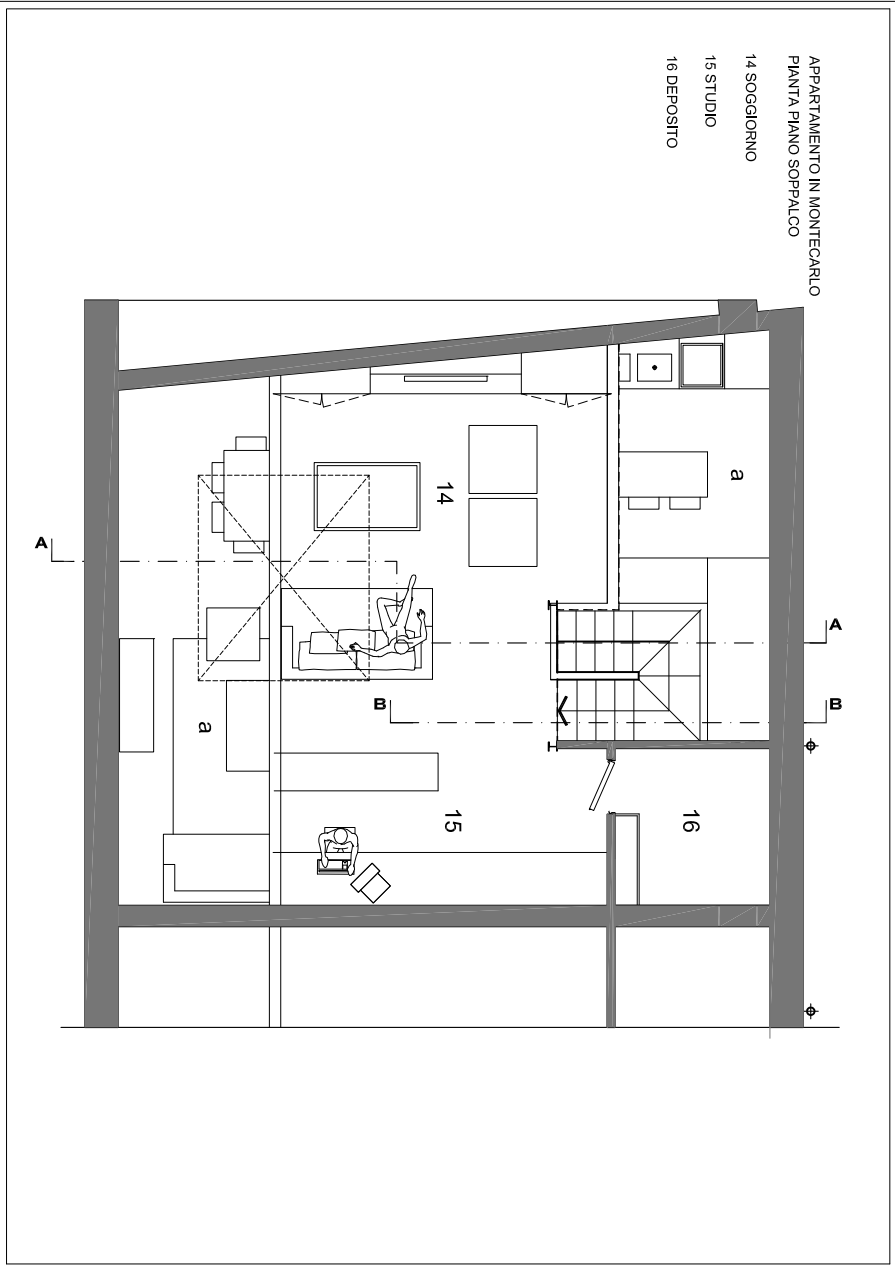 APPARTAMENTO IN MONTECARLO
PIANTA PIANO SOPPALCO
14 SOGGIORNO
15 STUDIO
16 DEPOSITO
a
14
A
A
B
B
a
15
16